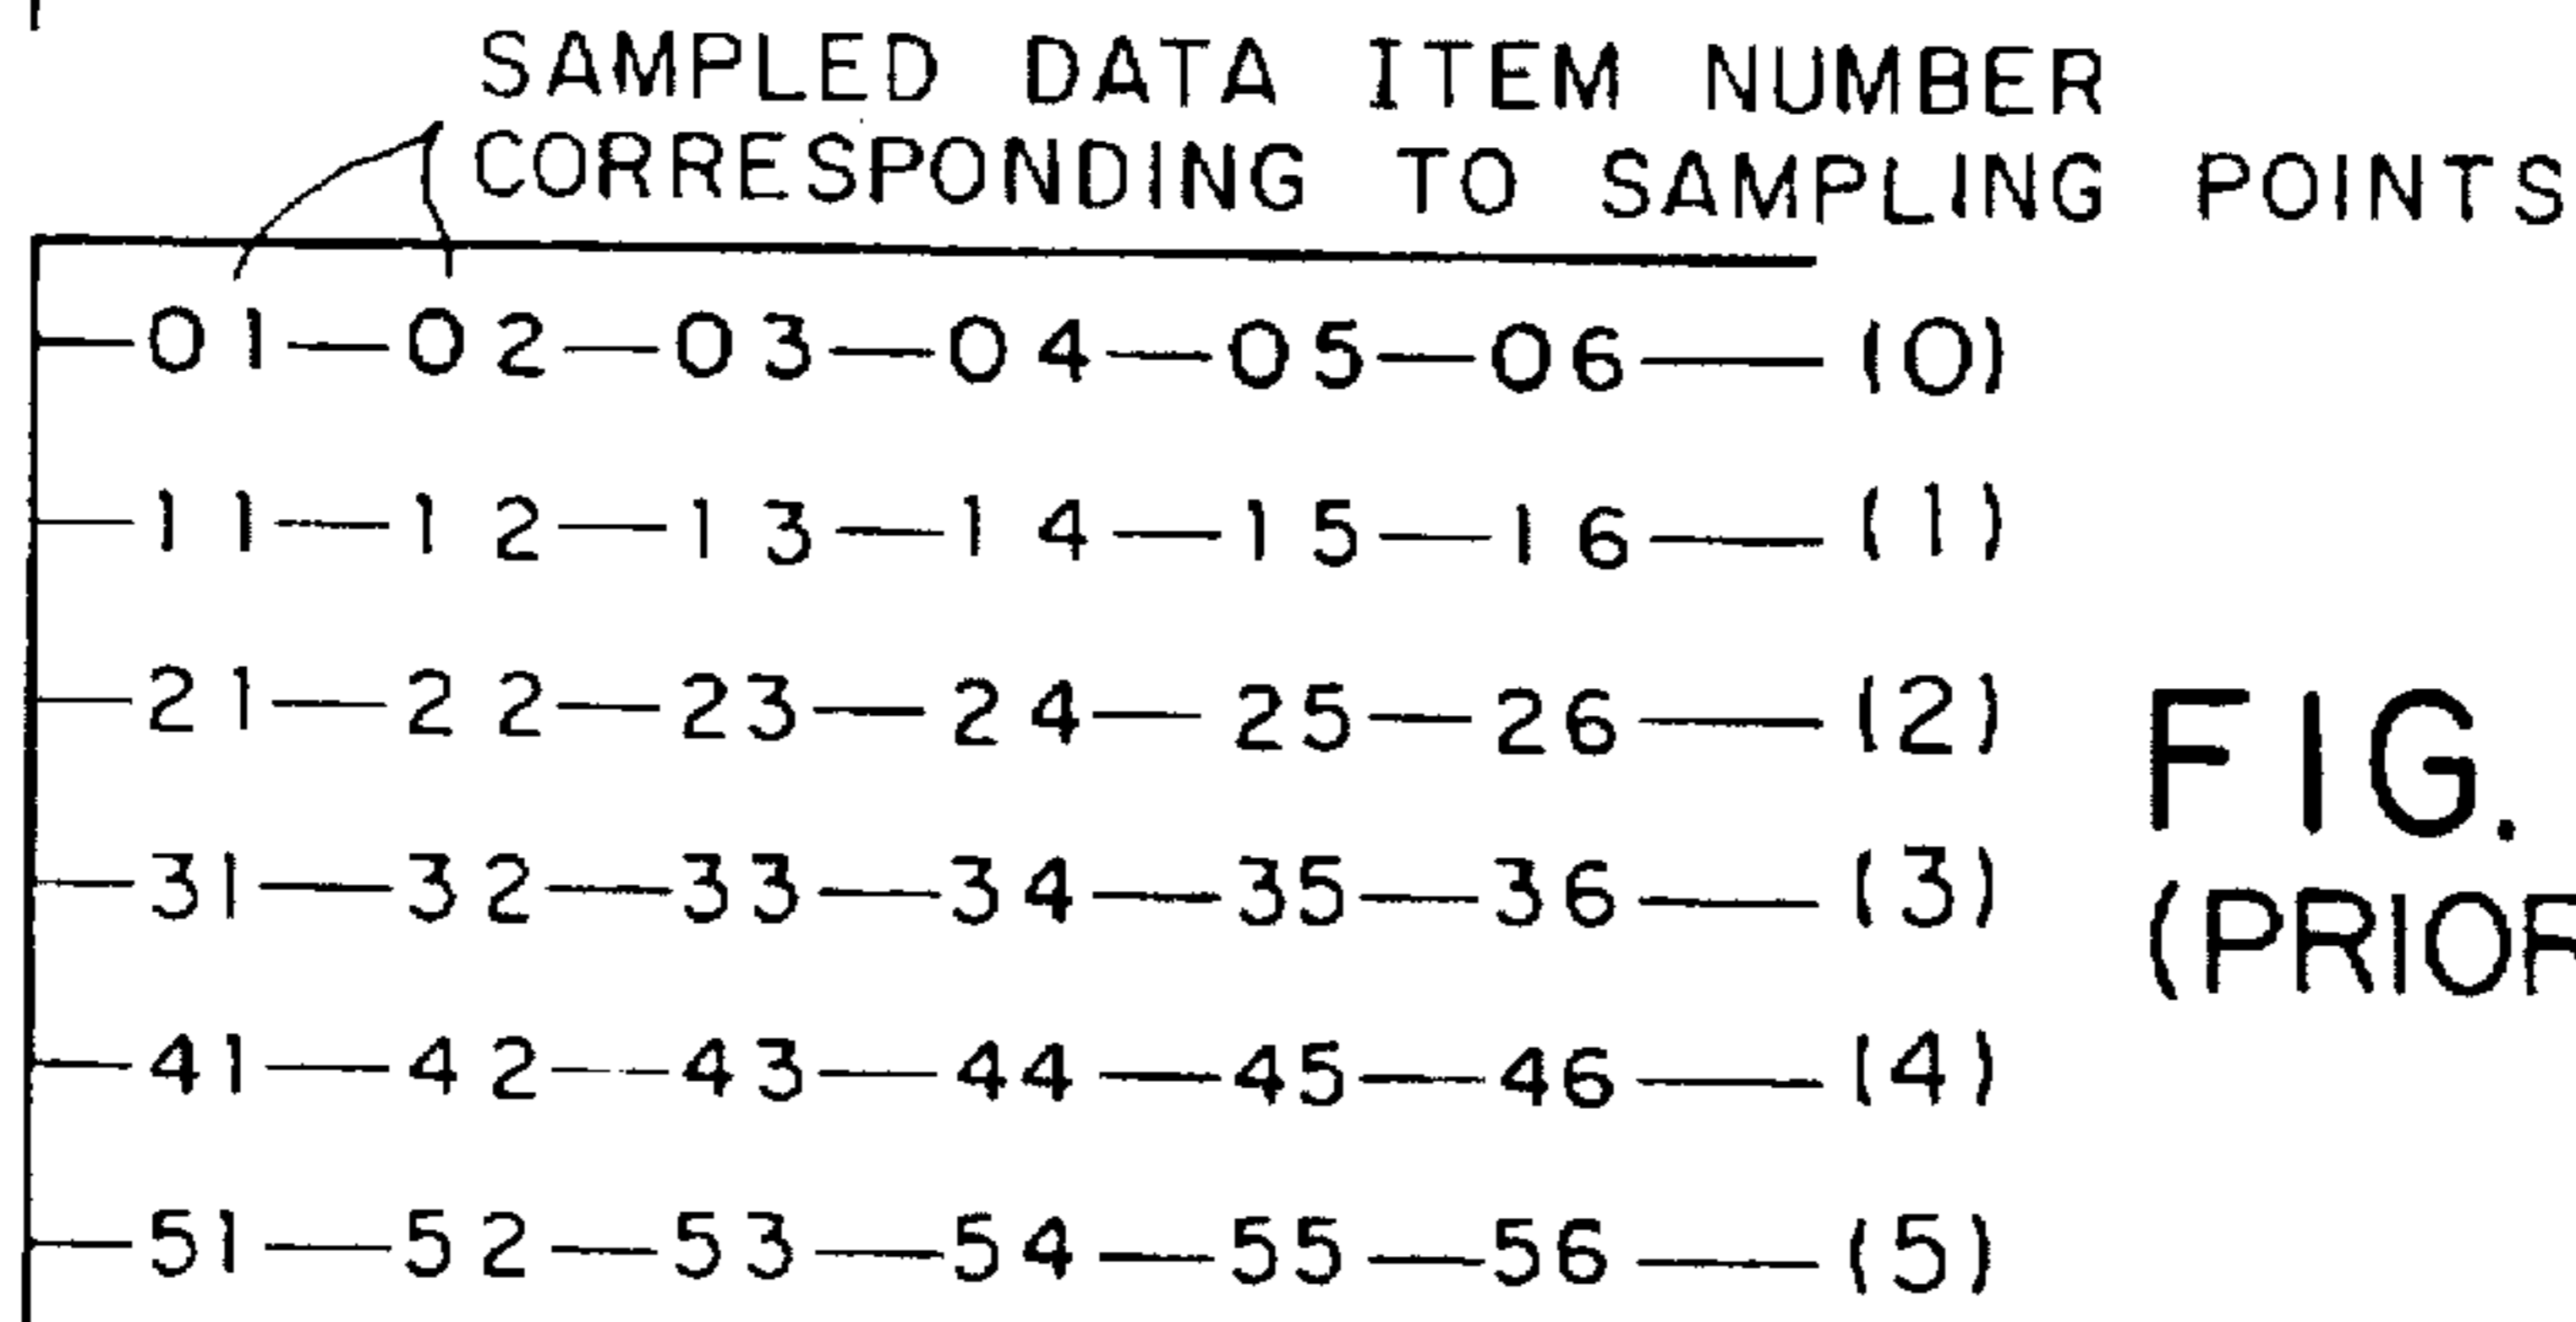 SAMPLED DATA ITEM NUMBER
CORRESPONDING TO SAMPLING POINTS
01—02—03—04—05—06—(0)
11—12—13—14—15—16—(1)
21—22—23—24—25—26—(2)
31—32—33—34—35—36—(3)
41—42—43—44—45—46—(4)
51—52—53—54—55—56—(5)
FIG.
(PRIOR